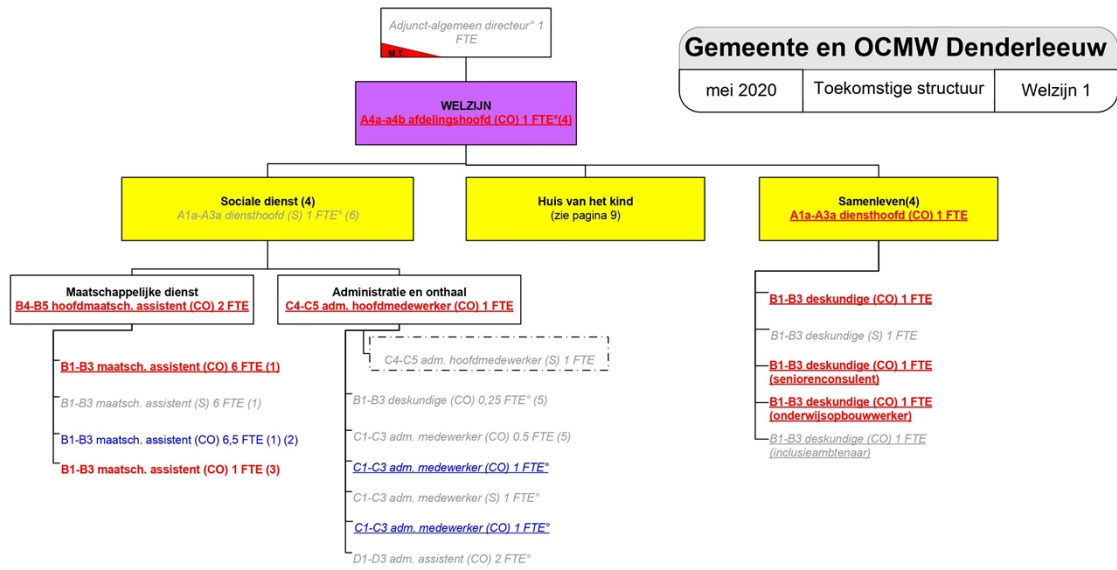 Adjunct-algemeen directeur° 1
FTE
M.T.
Gemeente en OCMW Denderleeuw
mei 2020
Toekomstige structuur
Welzijn 1
WELZIJN
A4a-a4b afdelingshoofd (CO) 1 FTE°(4)
Sociale dienst (4)
A1a-A3a diensthoofd (S) 1 FTE° (6)
Huis van het kind
(zie pagina 9)
Samenleven(4)
A1a-A3a diensthoofd (CO) 1 FTE
Maatschappelijke dienst
B4-B5 hoofdmaatsch. assistent (CO) 2 FTE
B1-B3 maatsch. assistent (CO) 6 FTE (1)
B1-B3 maatsch. assistent (S) 6 FTE (1)
B1-B3 maatsch. assistent (CO) 6,5 FTE (1) (2)
B1-B3 maatsch. assistent (CO) 1 FTE (3)
Administratie en onthaal
C4-C5 adm. hoofdmedewerker (CO) 1 FTE
C4-C5 adm. hoofdmedewerker (S) 1 FTE
B1-B3 deskundige (CO) 0,25 FTE° (5)
C1-C3 adm. medewerker (CO) 0.5 FTE (5)
C1-C3 adm. medewerker (CO) 1 FTE°
C1-C3 adm. medewerker (S) 1 FTE°
C1-C3 adm. medewerker (CO) 1 FTE°
D1-D3 adm. assistent (CO) 2 FTE°
B1-B3 deskundige (CO) 1 FTE
B1-B3 deskundige (S) 1 FTE
B1-B3 deskundige (CO) 1 FTE
(seniorenconsulent)
B1-B3 deskundige (CO) 1 FTE
(onderwijsopbouwwerker)
B1-B3 deskundige (CO) 1 FTE
(inclusieambtenaar)